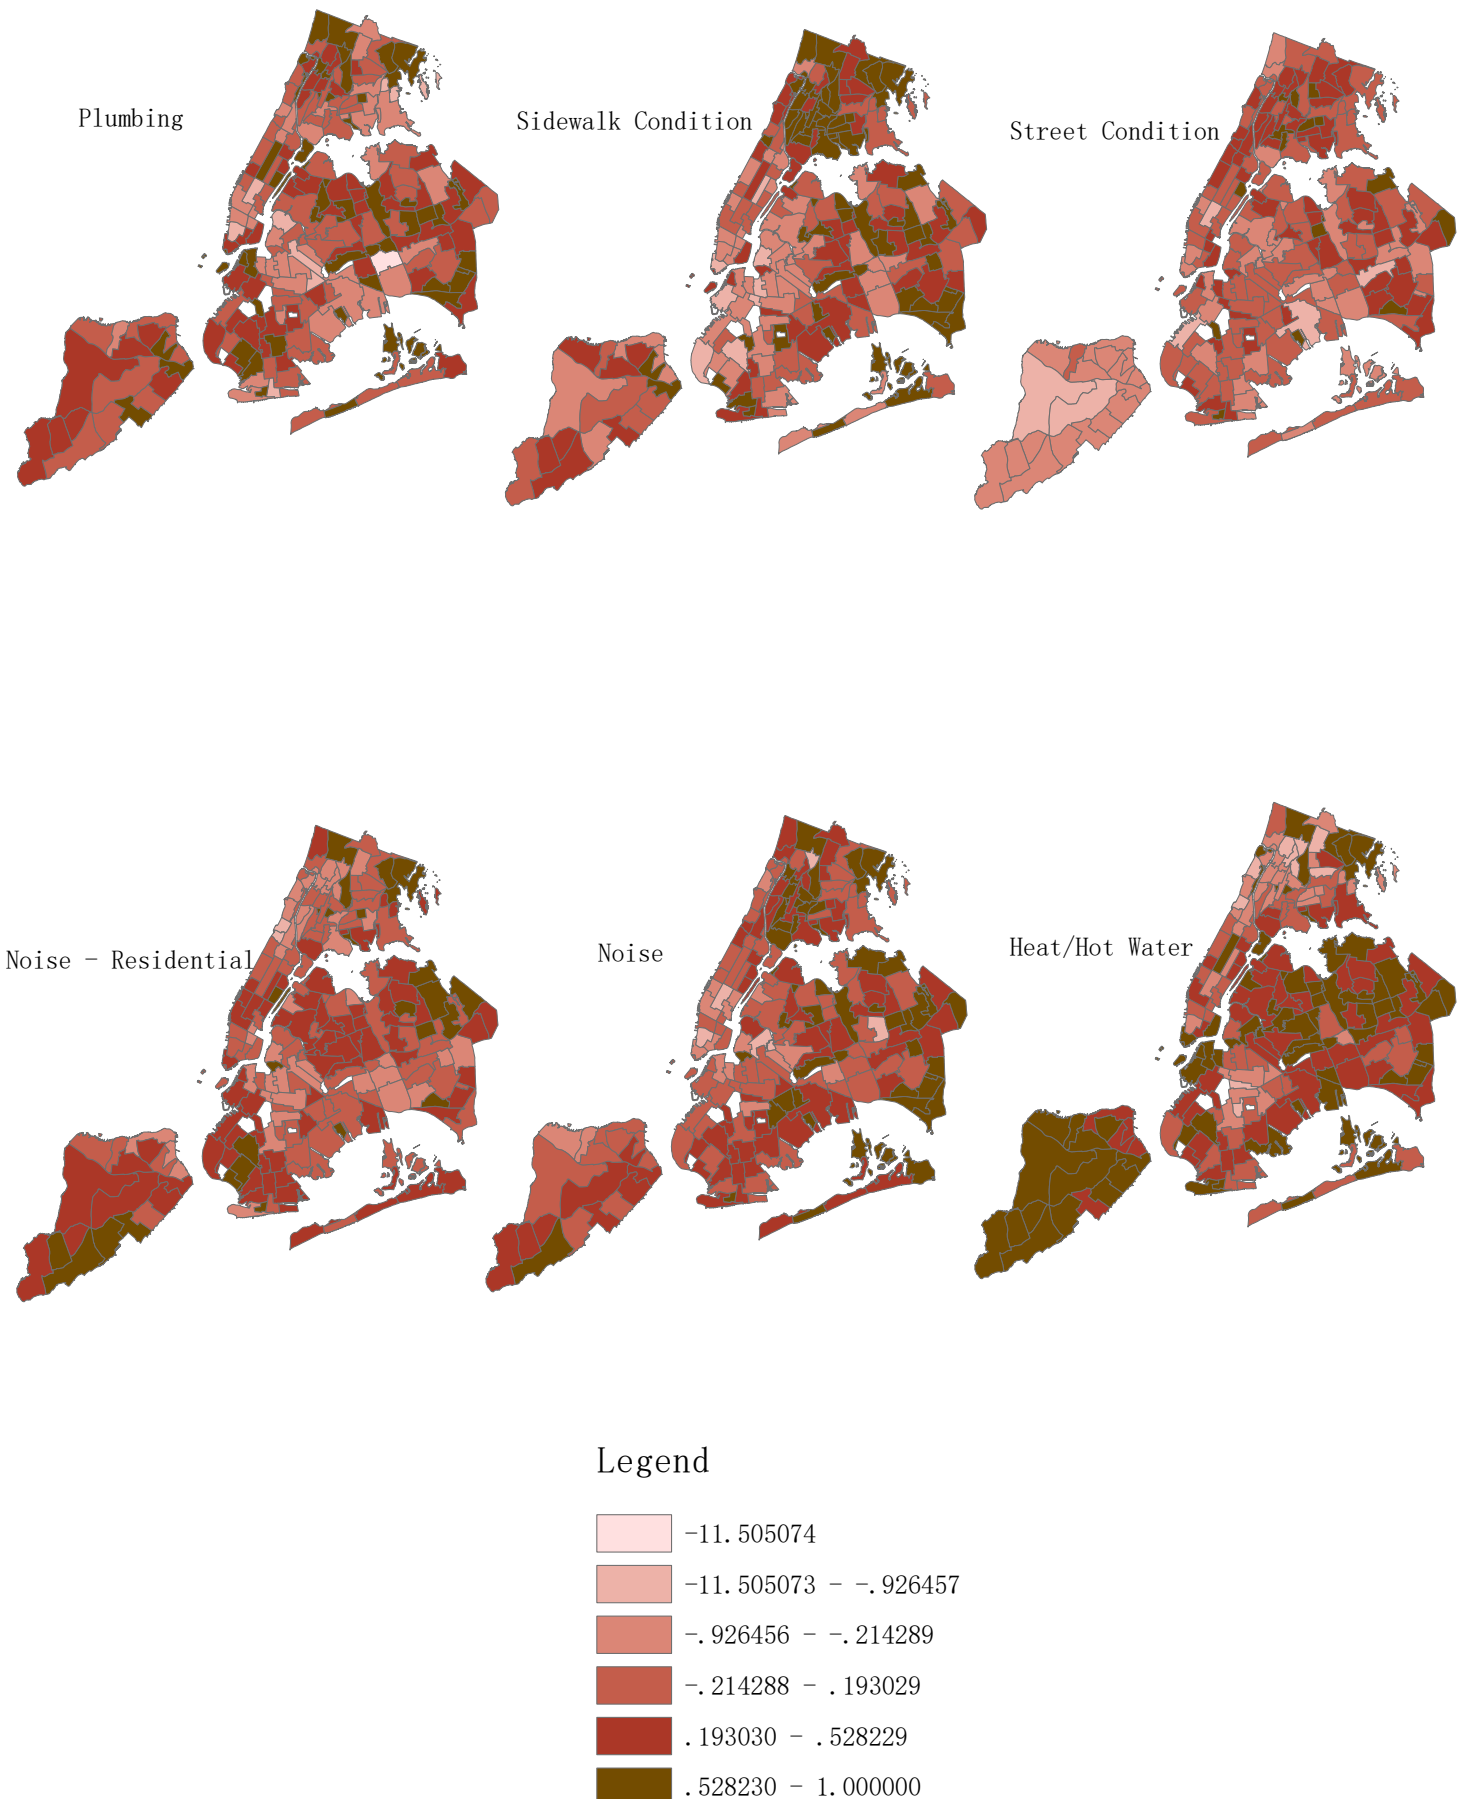 Plumbing
Sidewalk Condition
Street Condition
Noise - Residential
Noise
Heat/Hot Water
Legend
-11.505074
-11.505073 - -.926457
-.926456 - -.214289
-.214288 - .193029
.193030 - .528229
.528230 - 1.000000